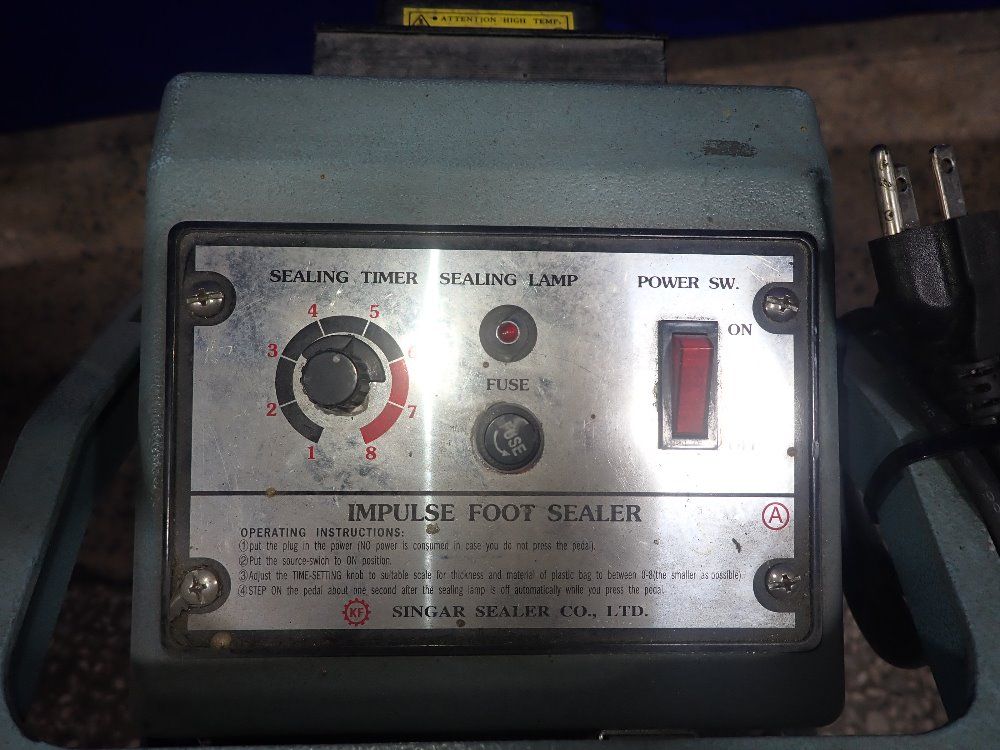 ATTENTION HIGH TEMP.
SEALING TIMER SEALING LAMP POWER SW.
4 5
3 6
2 7
1 8
ON
FUSE
FUSE
OFF
IMPULSE FOOT SEALER A
OPERATING INSTRUCTIONS:
①put the plug in the power (NO power is consumed in case you do not press the pedal).
②Put the source-swich to ON position.
③Adjust the TIME-SETTING knob to suitable scale for thickness and material of plastic bag to between 0-8(the smaller as possible)
④STEP ON the pedal about one second after the sealing lamp is off automatically while you press the pedal
KF SINGAR SEALER CO., LTD.